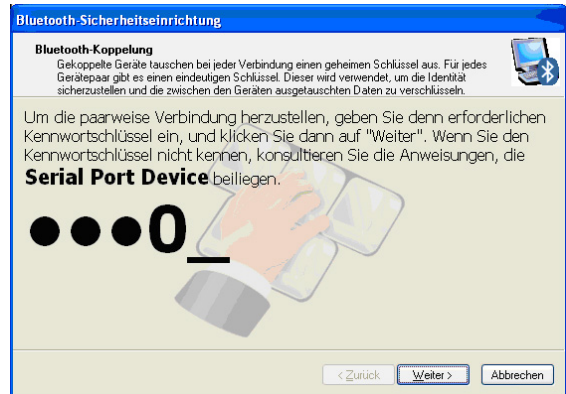 Bluetooth-Sicherheitseinrichtung
Bluetooth-Koppelung
Gekoppelte Geräte tauschen bei jeder Verbindung einen geheimen Schlüssel aus. Für jedes
Gerätepaar gibt es einen eindeutigen Schlüssel. Dieser wird verwendet, um die Identität
sicherzustellen und die zwischen den Geräten ausgetauschten Daten zu verschlüsseln.
Um die paarweise Verbindung herzustellen, geben Sie denn erforderlichen
Kennwortschlüssel ein, und klicken Sie dann auf "Weiter". Wenn Sie den
Kennwortschlüssel nicht kennen, konsultieren Sie die Anweisungen, die
Serial Port Device beiliegen.
●●●0_
< Zurück Weiter > Abbrechen